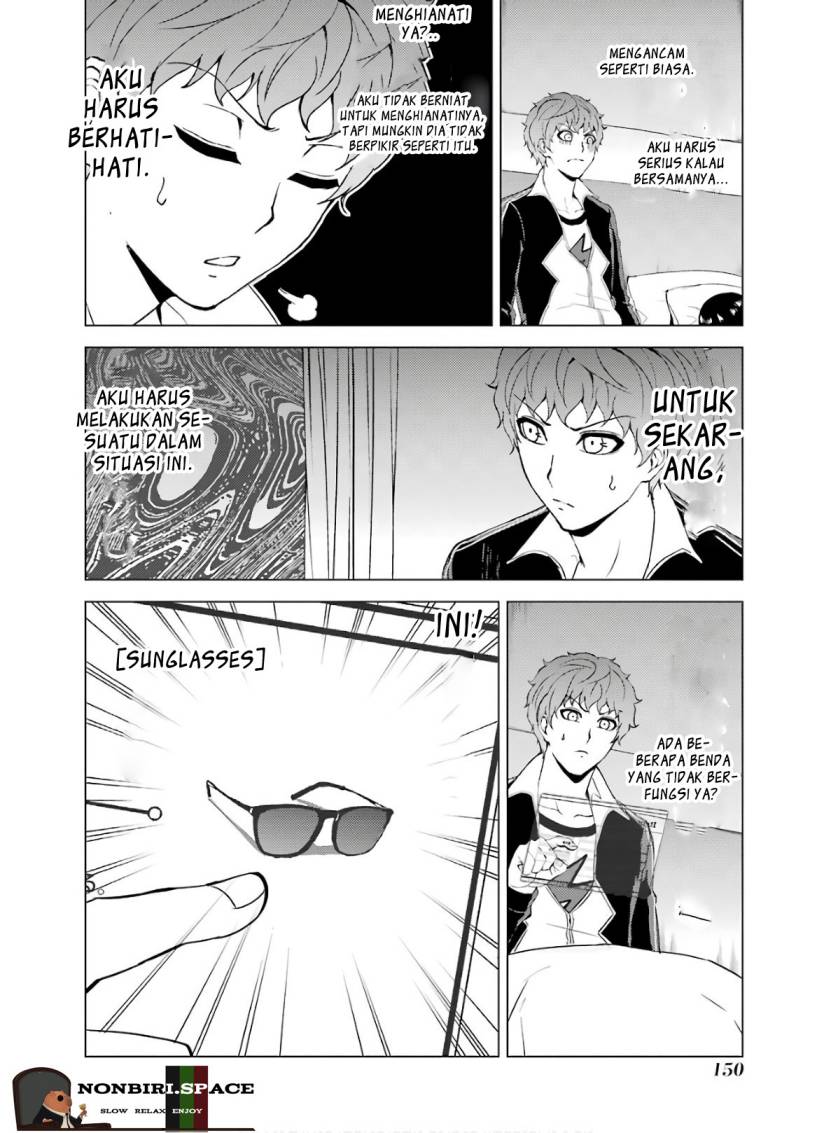 MENGANCAM
SEPERTI BIASA.
AKU HARUS
SERIUS KALAU
BERSAMANYA...
MENGHIANATI
YA?..
AKU TIDAK BERNIAT
UNTUK MENGHIANATINYA,
TAPI MUNGKIN DIA TIDAK
BERPIKIR SEPERTI ITU.
AKU
HARUS
BERHATI-
HATI.
UNTUK
SEKAR-
ANG,
AKU HARUS
MELAKUKAN SE-
SUATU DALAM
SITUASI INI.
ADA BE-
BERAPA BENDA
YANG TIDAK BER-
FUNGSI YA?
INI!
[SUNGLASSES]
150
NONBIRI.SPACE
SLOW RELAX ENJOY